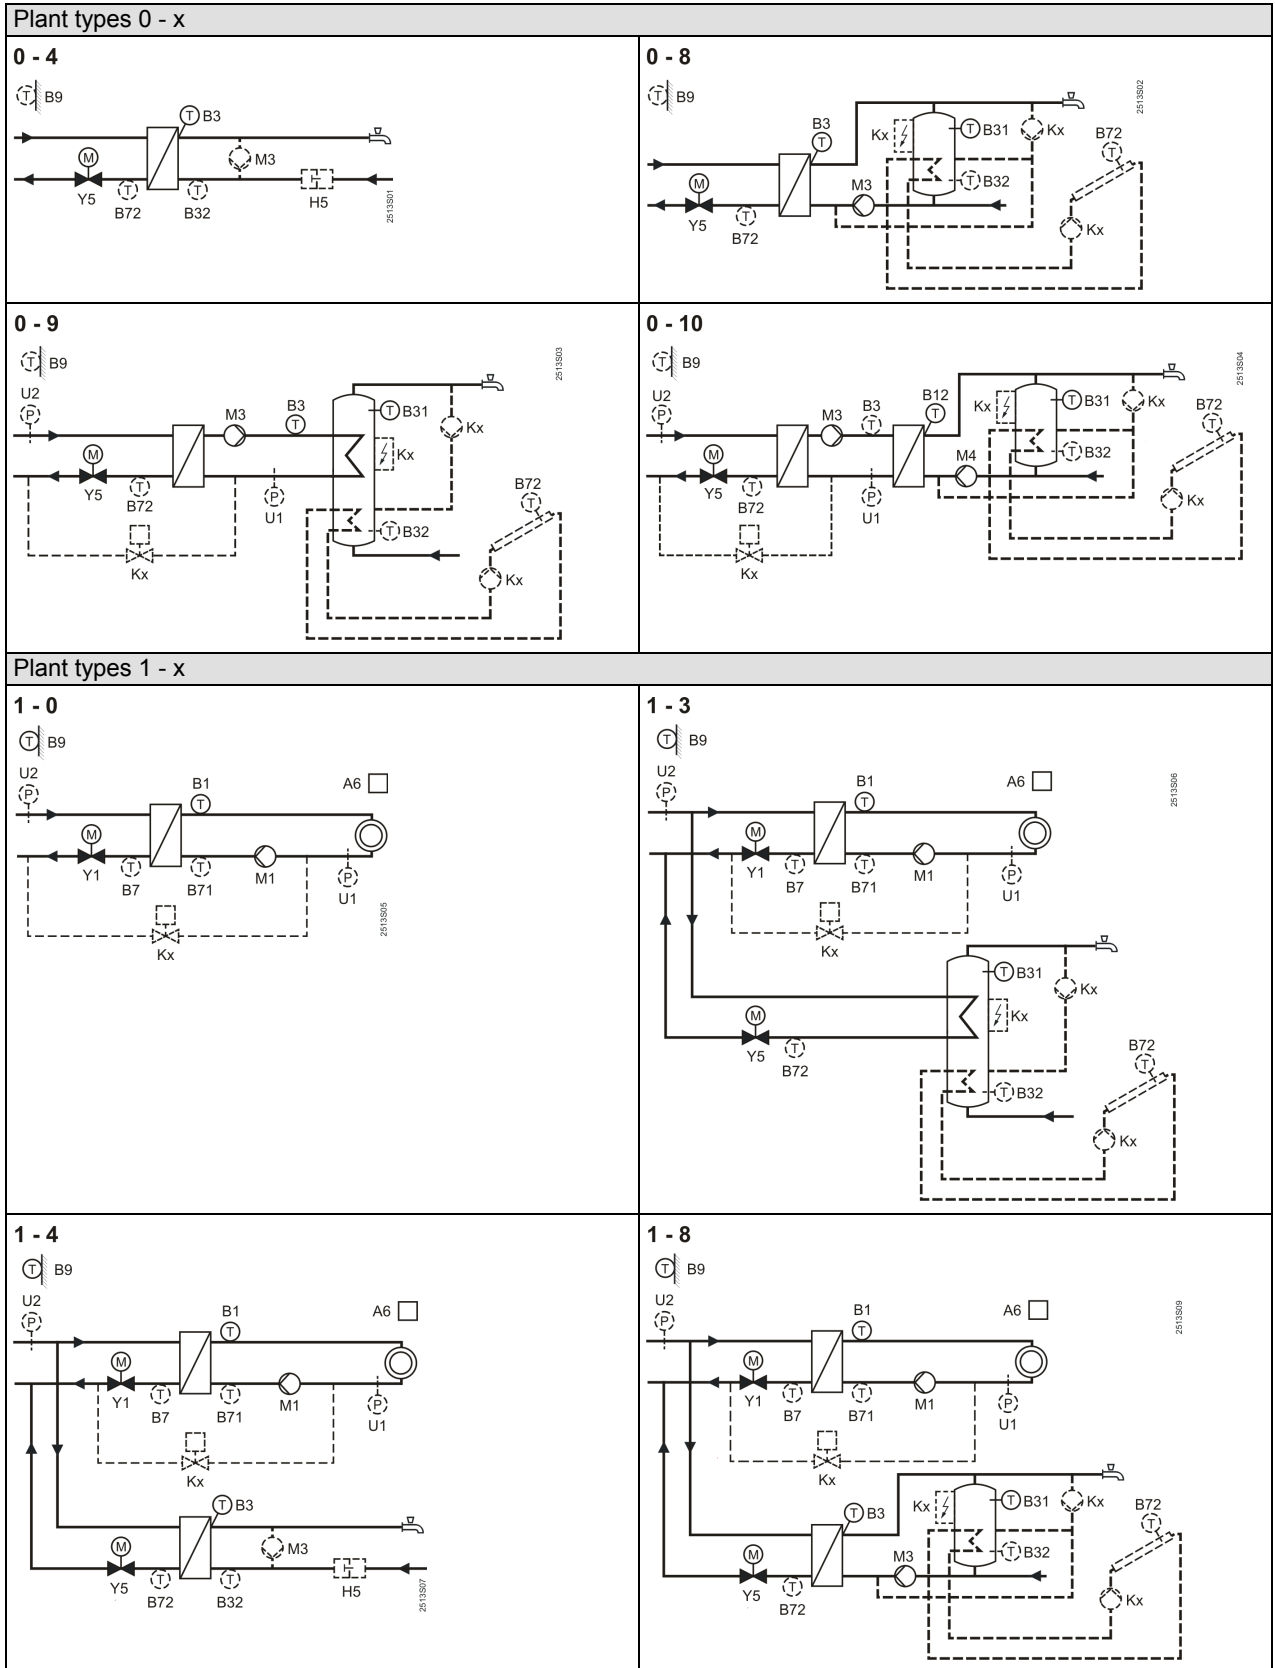 Plant types 0 - x
0 - 4
T B9
T B3
M
M3
Y5
T
B72
T
B32
H5
2513S01
0 - 8
T B9
B3
T
Kx
T B31
Kx
2513S02
B72
T
M
Y5
T
B72
M3
T B32
Kx
0 - 9
T B9
2513S03
U2
P
M3
B3
T
T B31
Kx
M
Y5
T
B72
P
U1
Kx
B72
T
T B32
Kx
Kx
0 - 10
T B9
2513S04
U2
P
M3
B3
T
B12
T
Kx
T B31
Kx
B72
T
M
Y5
T
B72
P
U1
M4
T B32
Kx
Kx
Plant types 1 - x
1 - 0
T B9
U2
P
B1
T
A6
M
Y1
T
B7
T
B71
M1
P
U1
Kx
2513S05
1 - 3
T B9
U2
P
B1
T
A6
2513S06
M
Y1
T
B7
T
B71
M1
P
U1
Kx
T B31
Kx
M
Y5
T
B72
Kx
B72
T
T B32
Kx
1 - 4
T B9
U2
P
B1
T
A6
M
Y1
T
B7
T
B71
M1
P
U1
Kx
T B3
M
M3
Y5
T
B72
T
B32
H5
2513S07
1 - 8
T B9
U2
P
B1
T
A6
2513S09
M
Y1
T
B7
T
B71
M1
P
U1
Kx
T B3
Kx
T B31
Kx
B72
T
M
Y5
T
B72
M3
T B32
Kx